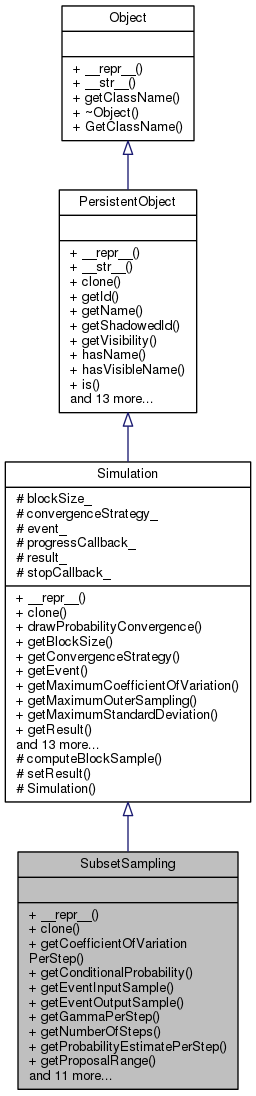 Object
+ __repr__()
+ __str__()
+ getClassName()
+ ~Object()
+ GetClassName()
PersistentObject
+ __repr__()
+ __str__()
+ clone()
+ getId()
+ getName()
+ getShadowedId()
+ getVisibility()
+ hasName()
+ hasVisibleName()
+ is()
and 13 more...
Simulation
# blockSize_
# convergenceStrategy_
# event_
# progressCallback_
# result_
# stopCallback_
+ __repr__()
+ clone()
+ drawProbabilityConvergence()
+ getBlockSize()
+ getConvergenceStrategy()
+ getEvent()
+ getMaximumCoefficientOfVariation()
+ getMaximumOuterSampling()
+ getMaximumStandardDeviation()
+ getResult()
and 13 more...
# computeBlockSample()
# setResult()
# Simulation()
SubsetSampling
+ __repr__()
+ clone()
+ getCoefficientOfVariation
PerStep()
+ getConditionalProbability()
+ getEventInputSample()
+ getEventOutputSample()
+ getGammaPerStep()
+ getNumberOfSteps()
+ getProbabilityEstimatePerStep()
+ getProposalRange()
and 11 more...